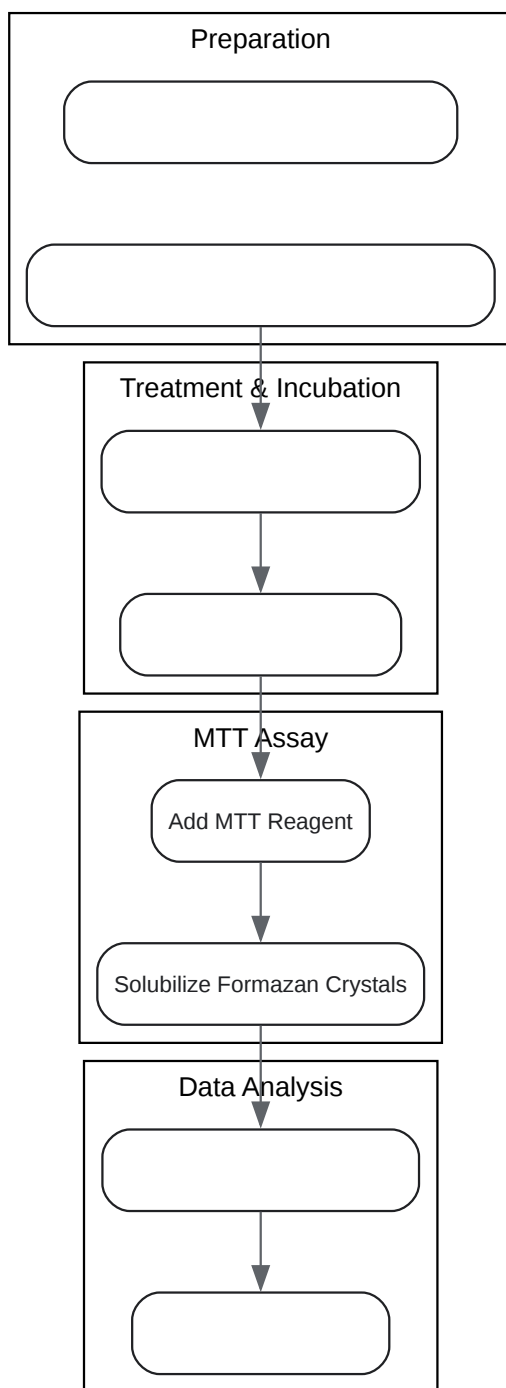 Preparation
Treatment & Incubation
MTT Assay
Add MTT Reagent
Solubilize Formazan Crystals
Data Analysis